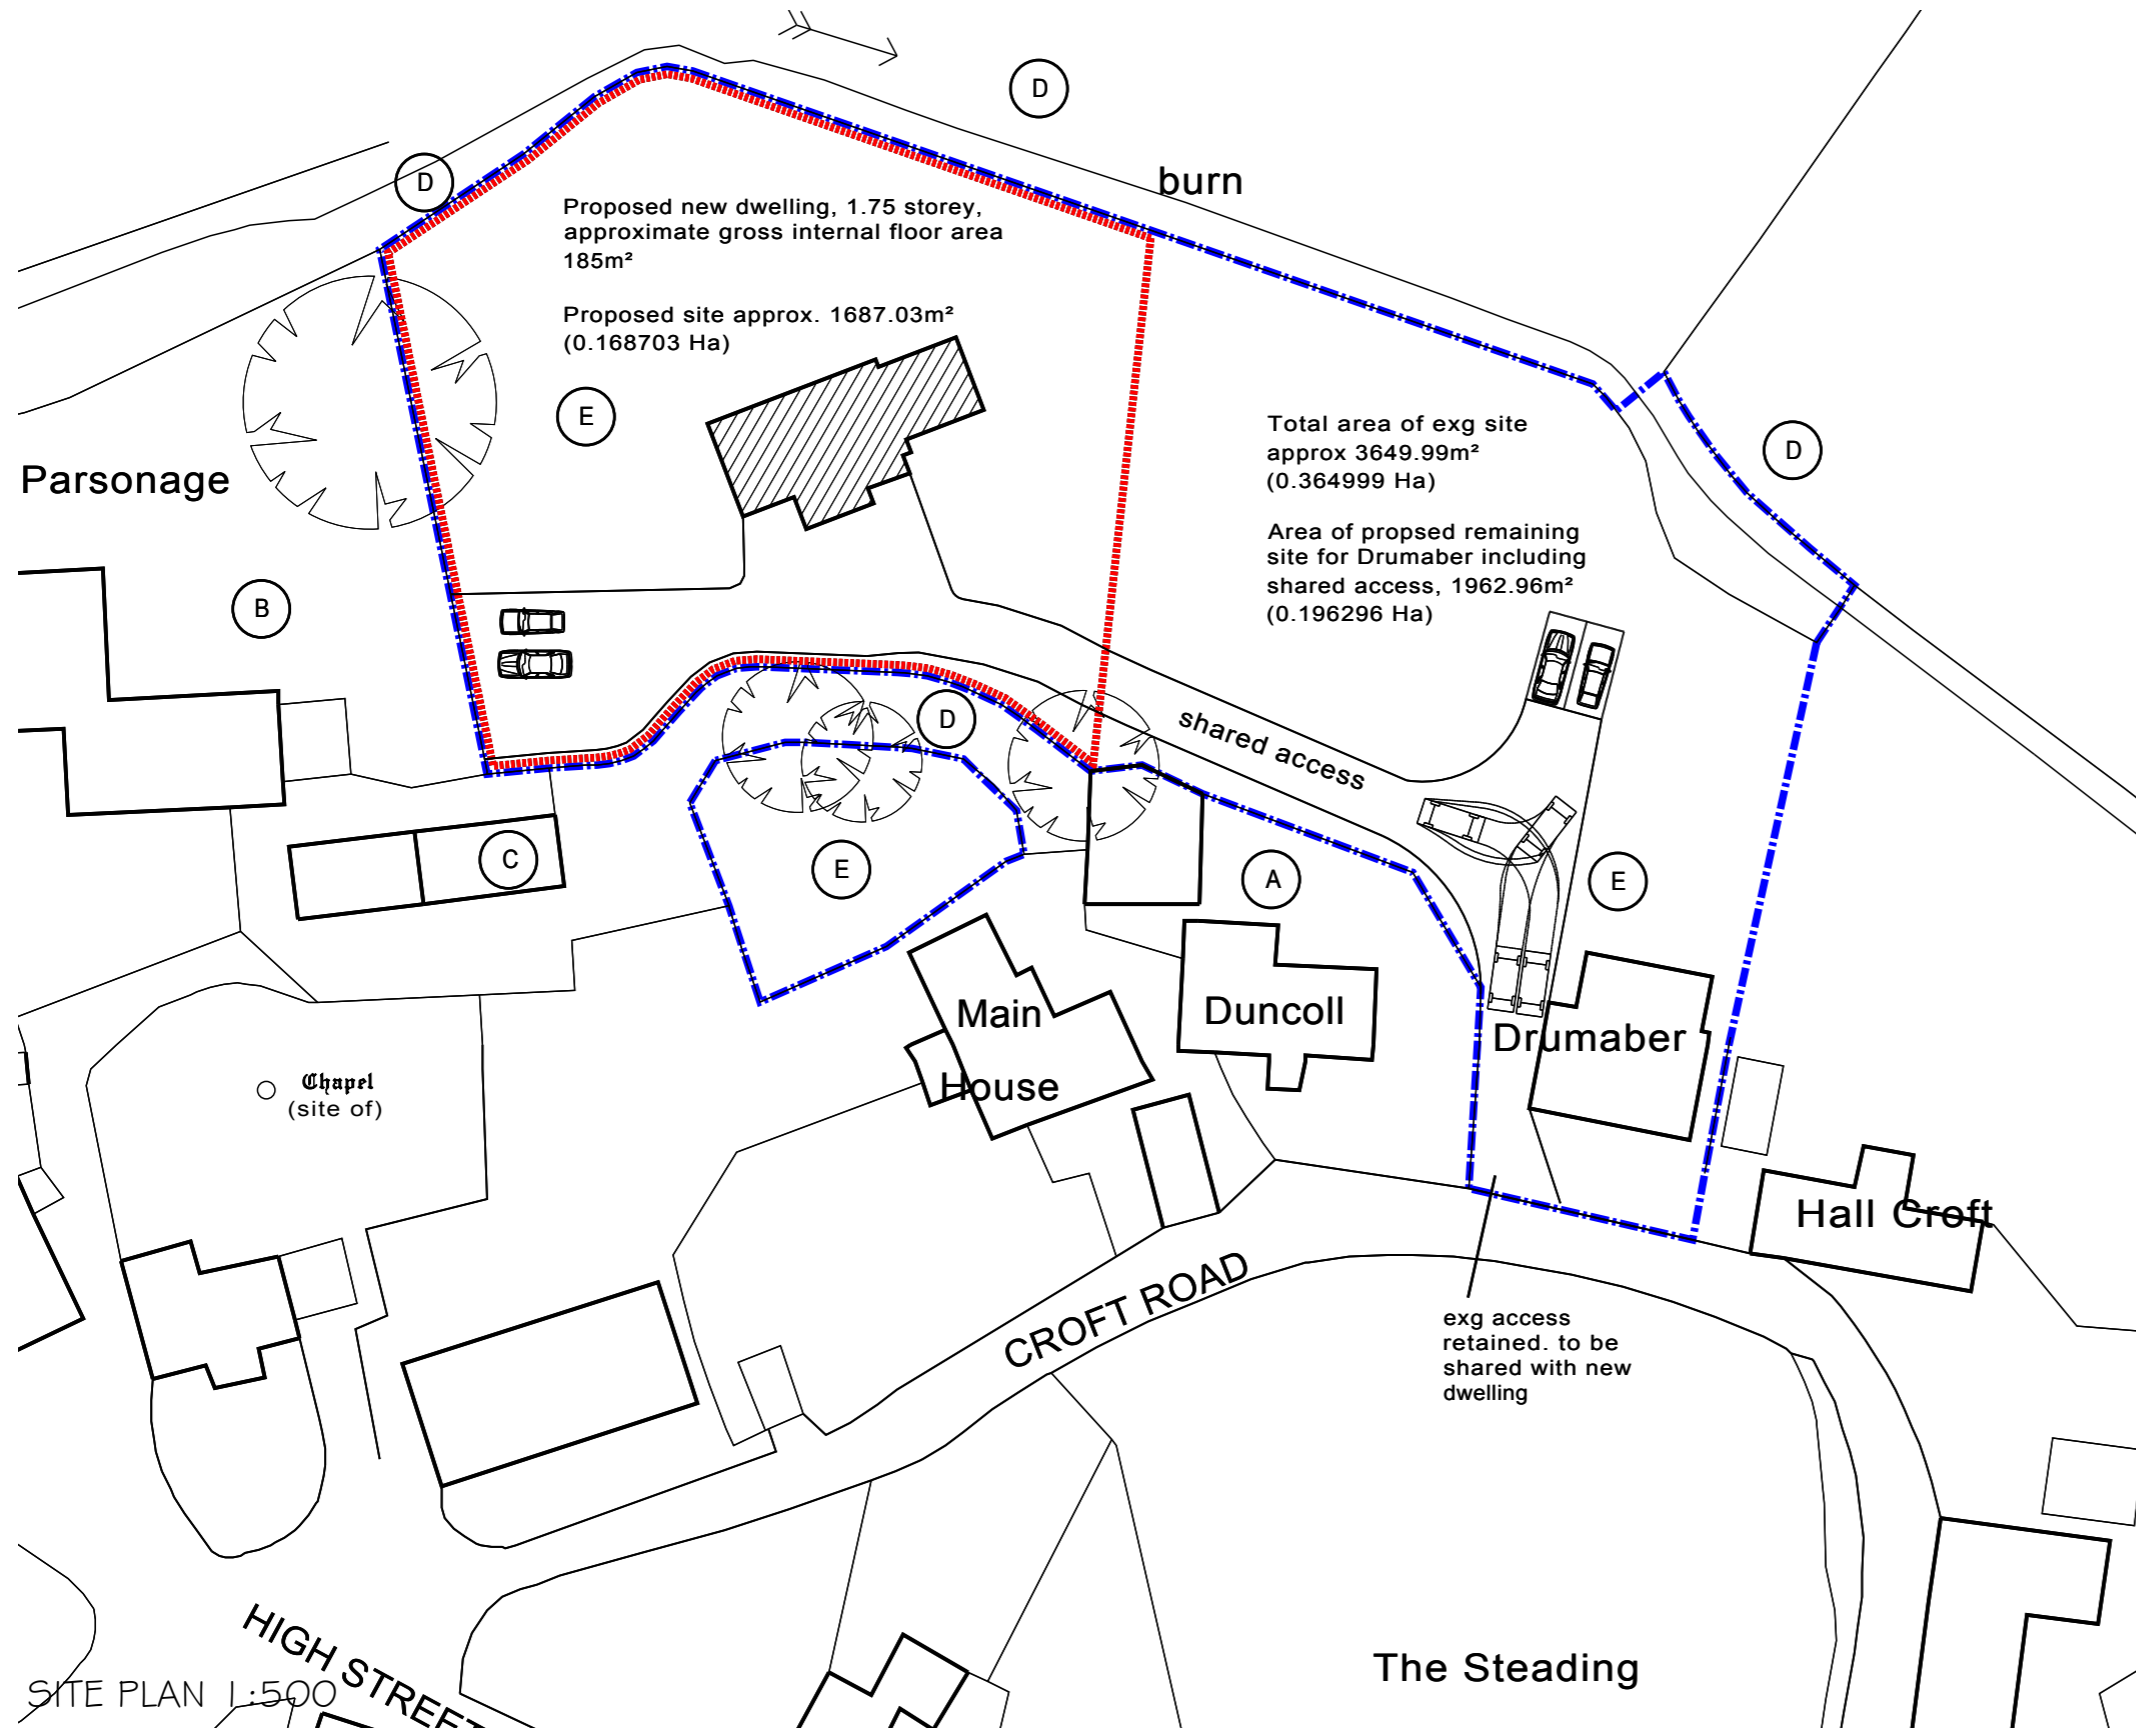 D
burn
D
Proposed new dwelling, 1.75 storey,
approximate gross internal floor area
185m²
Proposed site approx. 1687.03m²
(0.168703 Ha)
E
Total area of exg site
approx 3649.99m²
(0.364999 Ha)
D
Parsonage
Area of propsed remaining
site for Drumaber including
shared access, 1962.96m²
(0.196296 Ha)
B
D
shared access
C
E
A
E
Main
House
Duncoll
Drumaber
Chapel
(site of)
Hall Croft
CROFT ROAD
exg access
retained. to be
shared with new
dwelling
HIGH STREET
The Steading
SITE PLAN 1:500